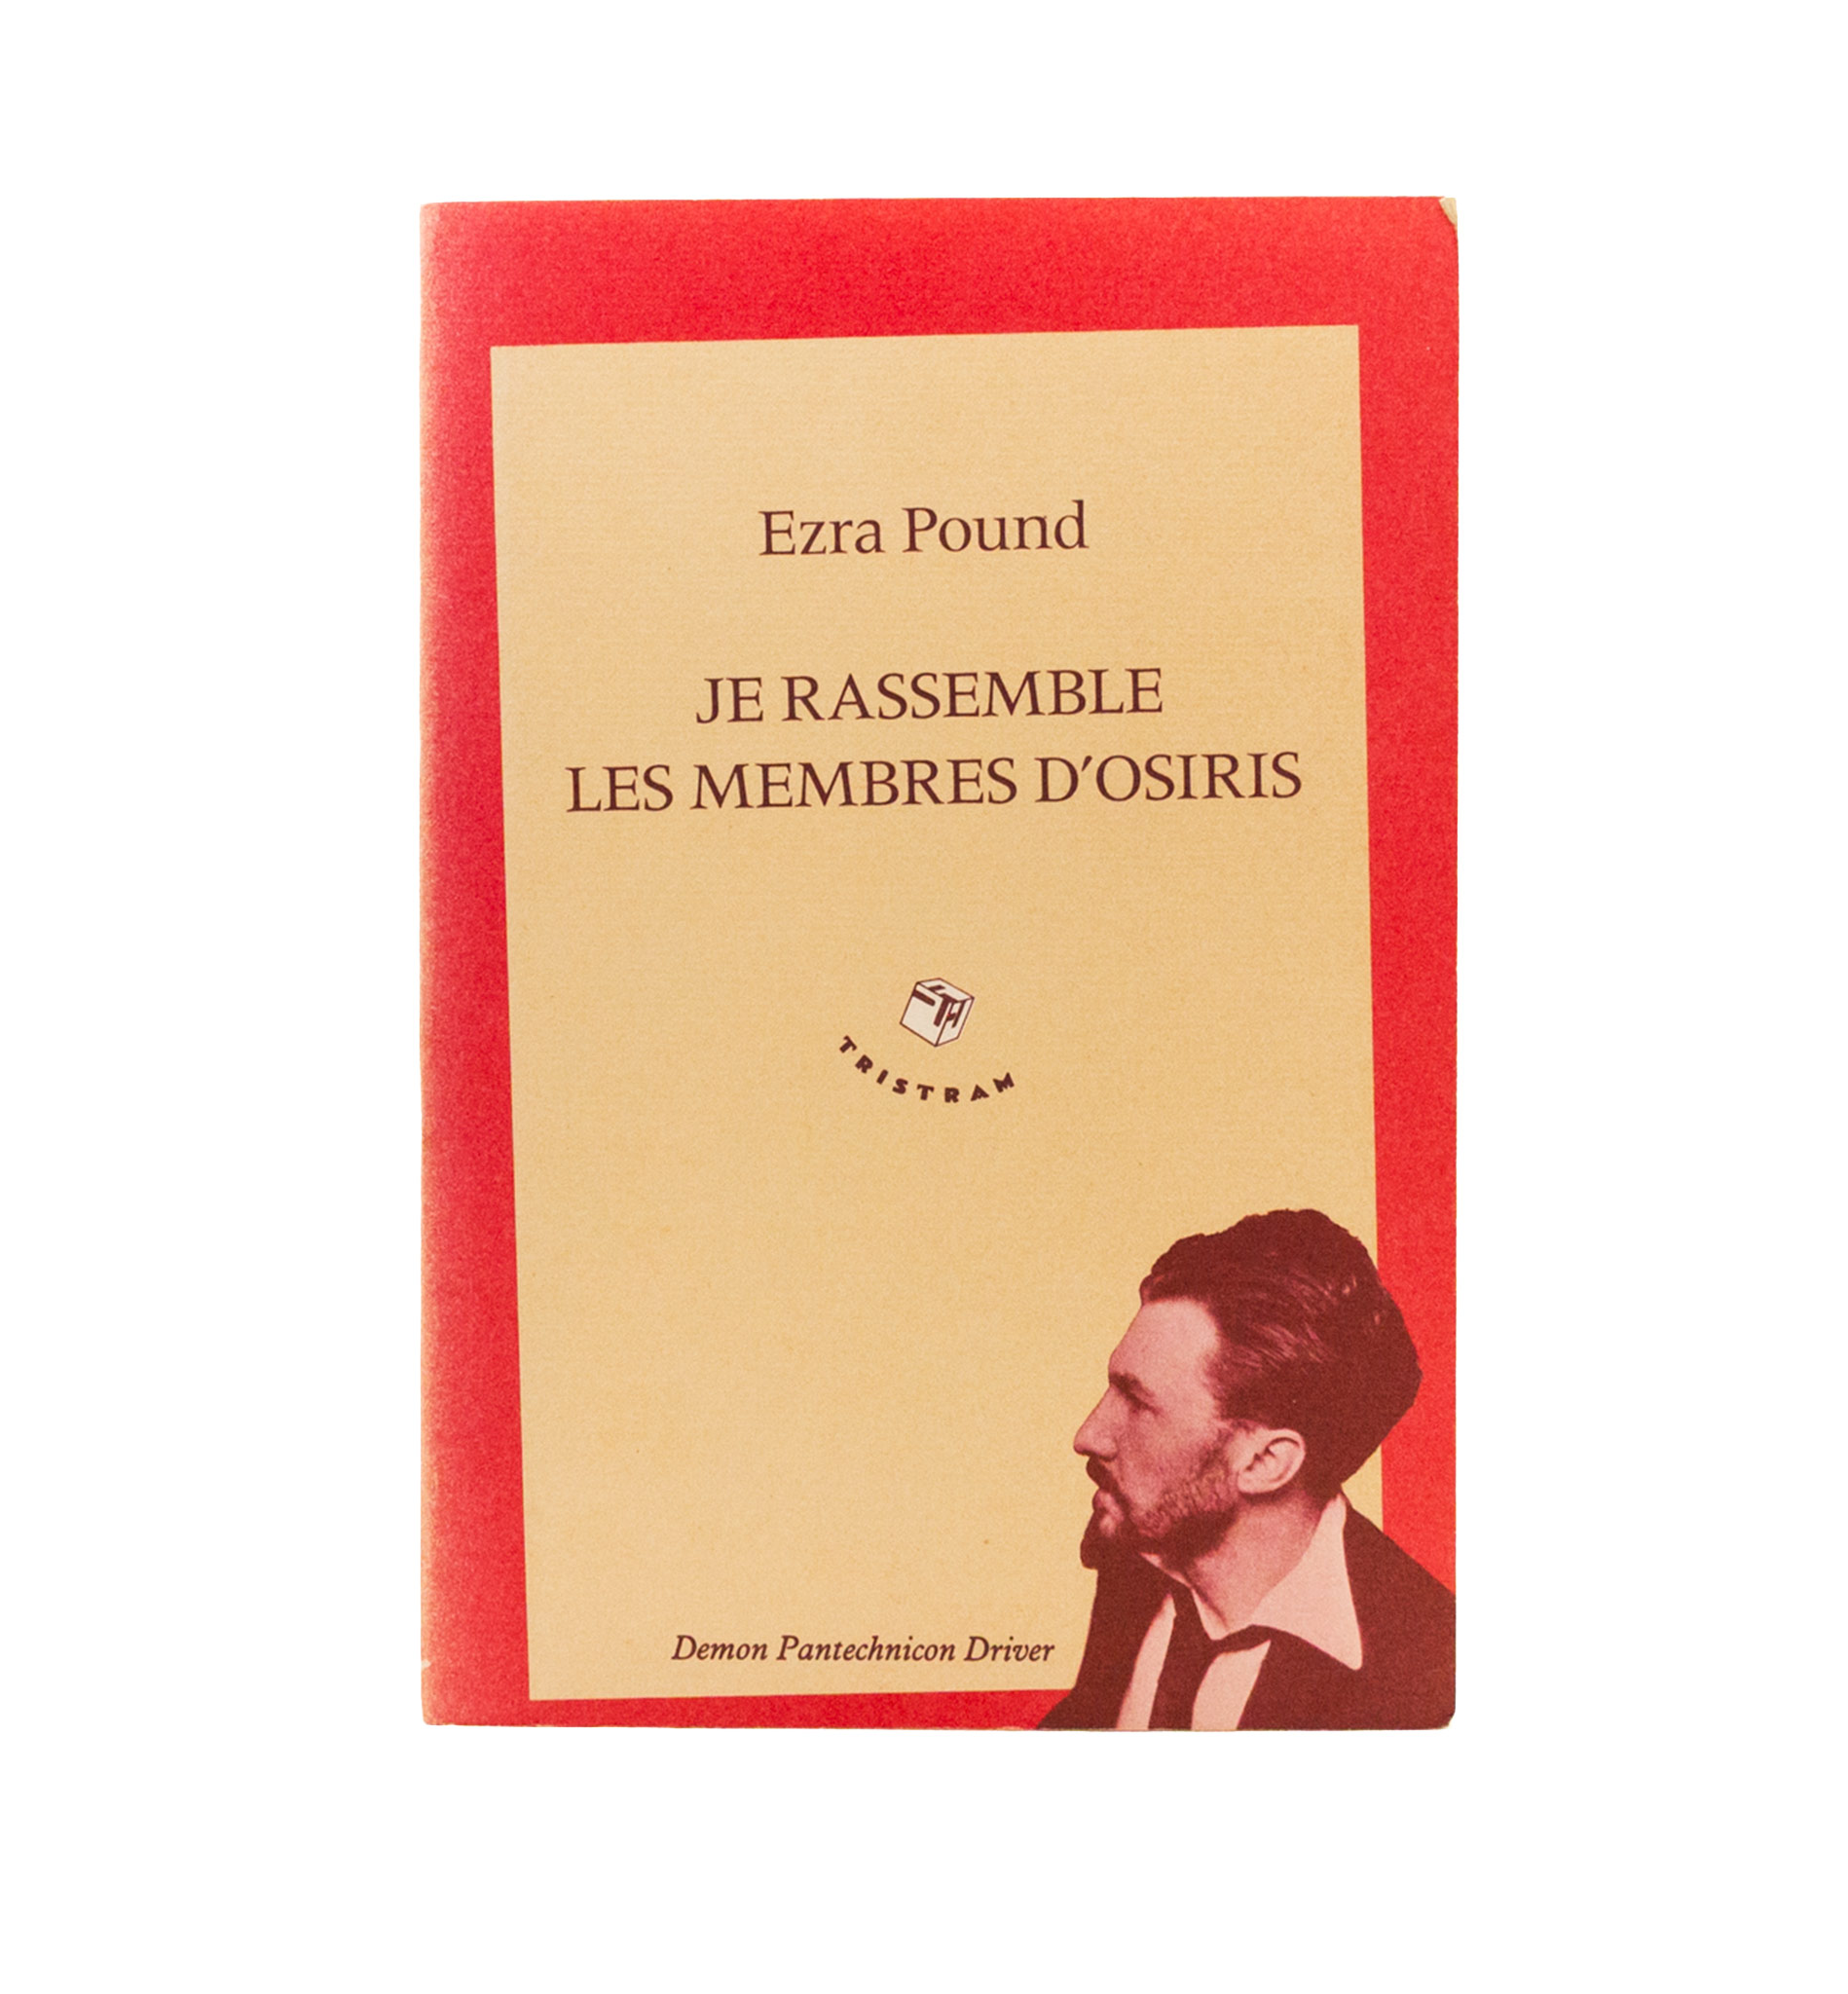 Ezra Pound
JE RASSEMBLE
LES MEMBRES D'OSIRIS
TRISTRAM
Demon Pantechnicon Driver